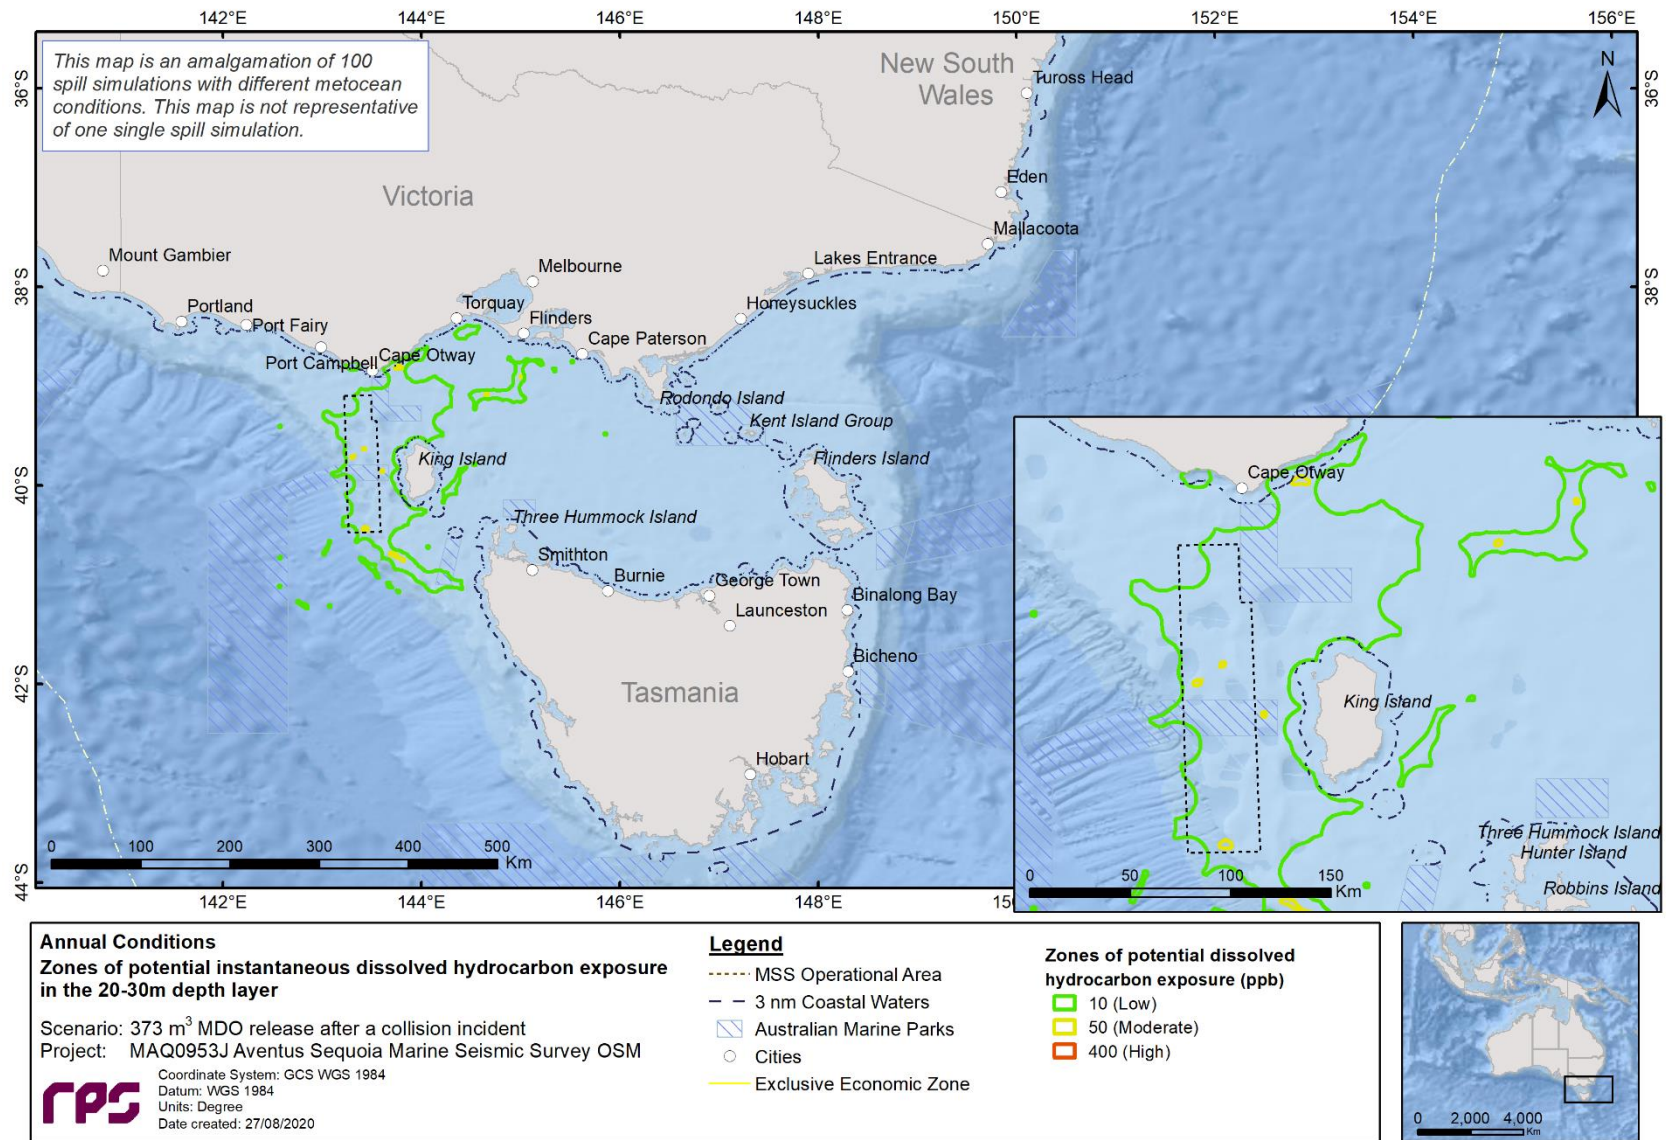 142°E 144°E 146°E 148°E 150°E 152°E 154°E 156°E
This map is an amalgamation of 100
spill simulations with different metocean
conditions. This map is not representative
of one single spill simulation.
36°S
38°S
40°S
42°S
44°S
36°S
38°S
N
New South
Wales
Tuross Head
Eden
Mallacoota
Victoria
Mount Gambier
Melbourne
Lakes Entrance
Portland
Port Fairy
Torquay
Flinders
Honeysuckles
Port Campbell
Cape Otway
Cape Paterson
Rodondo Island
Kent Island Group
King Island
Flinders Island
Three Hummock Island
Smithton
Burnie
George Town
Launceston
Binalong Bay
Bicheno
Tasmania
Hobart
0 100 200 300 400 500
Km
Cape Otway
King Island
Three Hummock Island
Hunter Island
Robbins Island
0 50 100 150
Km
142°E 144°E 146°E 148°E 152°E 154°E 156°E
Annual Conditions
Zones of potential instantaneous dissolved hydrocarbon exposure
in the 20-30m depth layer
Scenario: 373 m³ MDO release after a collision incident
Project: MAQ0953J Aventus Sequoia Marine Seismic Survey OSM
rps
Coordinate System: GCS WGS 1984
Datum: WGS 1984
Units: Degree
Date created: 27/08/2020
Legend
MSS Operational Area
3 nm Coastal Waters
Australian Marine Parks
Cities
Exclusive Economic Zone
Zones of potential dissolved
hydrocarbon exposure (ppb)
10 (Low)
50 (Moderate)
400 (High)
0 2,000 4,000
Km